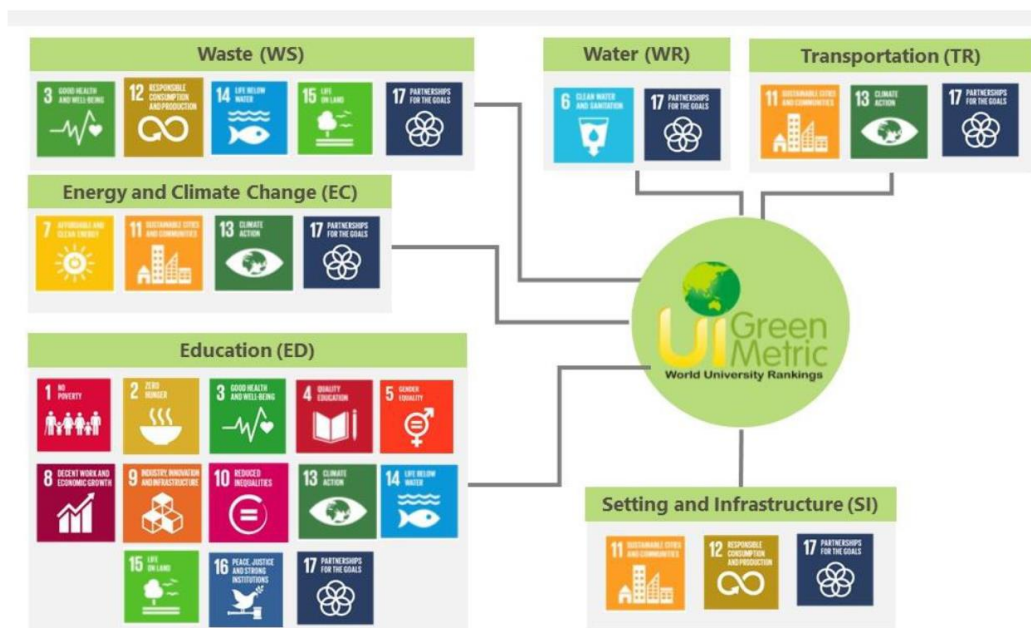 Waste (WS)
3 GOOD HEALTH
AND WELL-BEING
12 RESPONSIBLE
CONSUMPTION
AND PRODUCTION
14 LIFE BELOW
WATER
15 LIFE
ON LAND
17 PARTNERSHIPS
FOR THE GOALS
Water (WR)
6 CLEAN WATER
AND SANITATION
17 PARTNERSHIPS
FOR THE GOALS
Transportation (TR)
11 SUSTAINABLE CITIES
AND COMMUNITIES
13 CLIMATE
ACTION
17 PARTNERSHIPS
FOR THE GOALS
Energy and Climate Change (EC)
7 AFFORDABLE AND
CLEAN ENERGY
11 SUSTAINABLE CITIES
AND COMMUNITIES
13 CLIMATE
ACTION
17 PARTNERSHIPS
FOR THE GOALS
UI Green
Metric
World University Rankings
Education (ED)
1 NO
POVERTY
2 ZERO
HUNGER
3 GOOD HEALTH
AND WELL-BEING
4 QUALITY
EDUCATION
5 GENDER
EQUALITY
8 DECENT WORK AND
ECONOMIC GROWTH
9 INDUSTRY, INNOVATION
AND INFRASTRUCTURE
10 REDUCED
INEQUALITIES
13 CLIMATE
ACTION
14 LIFE BELOW
WATER
15 LIFE
ON LAND
16 PEACE, JUSTICE
AND STRONG
INSTITUTIONS
17 PARTNERSHIPS
FOR THE GOALS
Setting and Infrastructure (SI)
11 SUSTAINABLE CITIES
AND COMMUNITIES
12 RESPONSIBLE
CONSUMPTION
AND PRODUCTION
17 PARTNERSHIPS
FOR THE GOALS